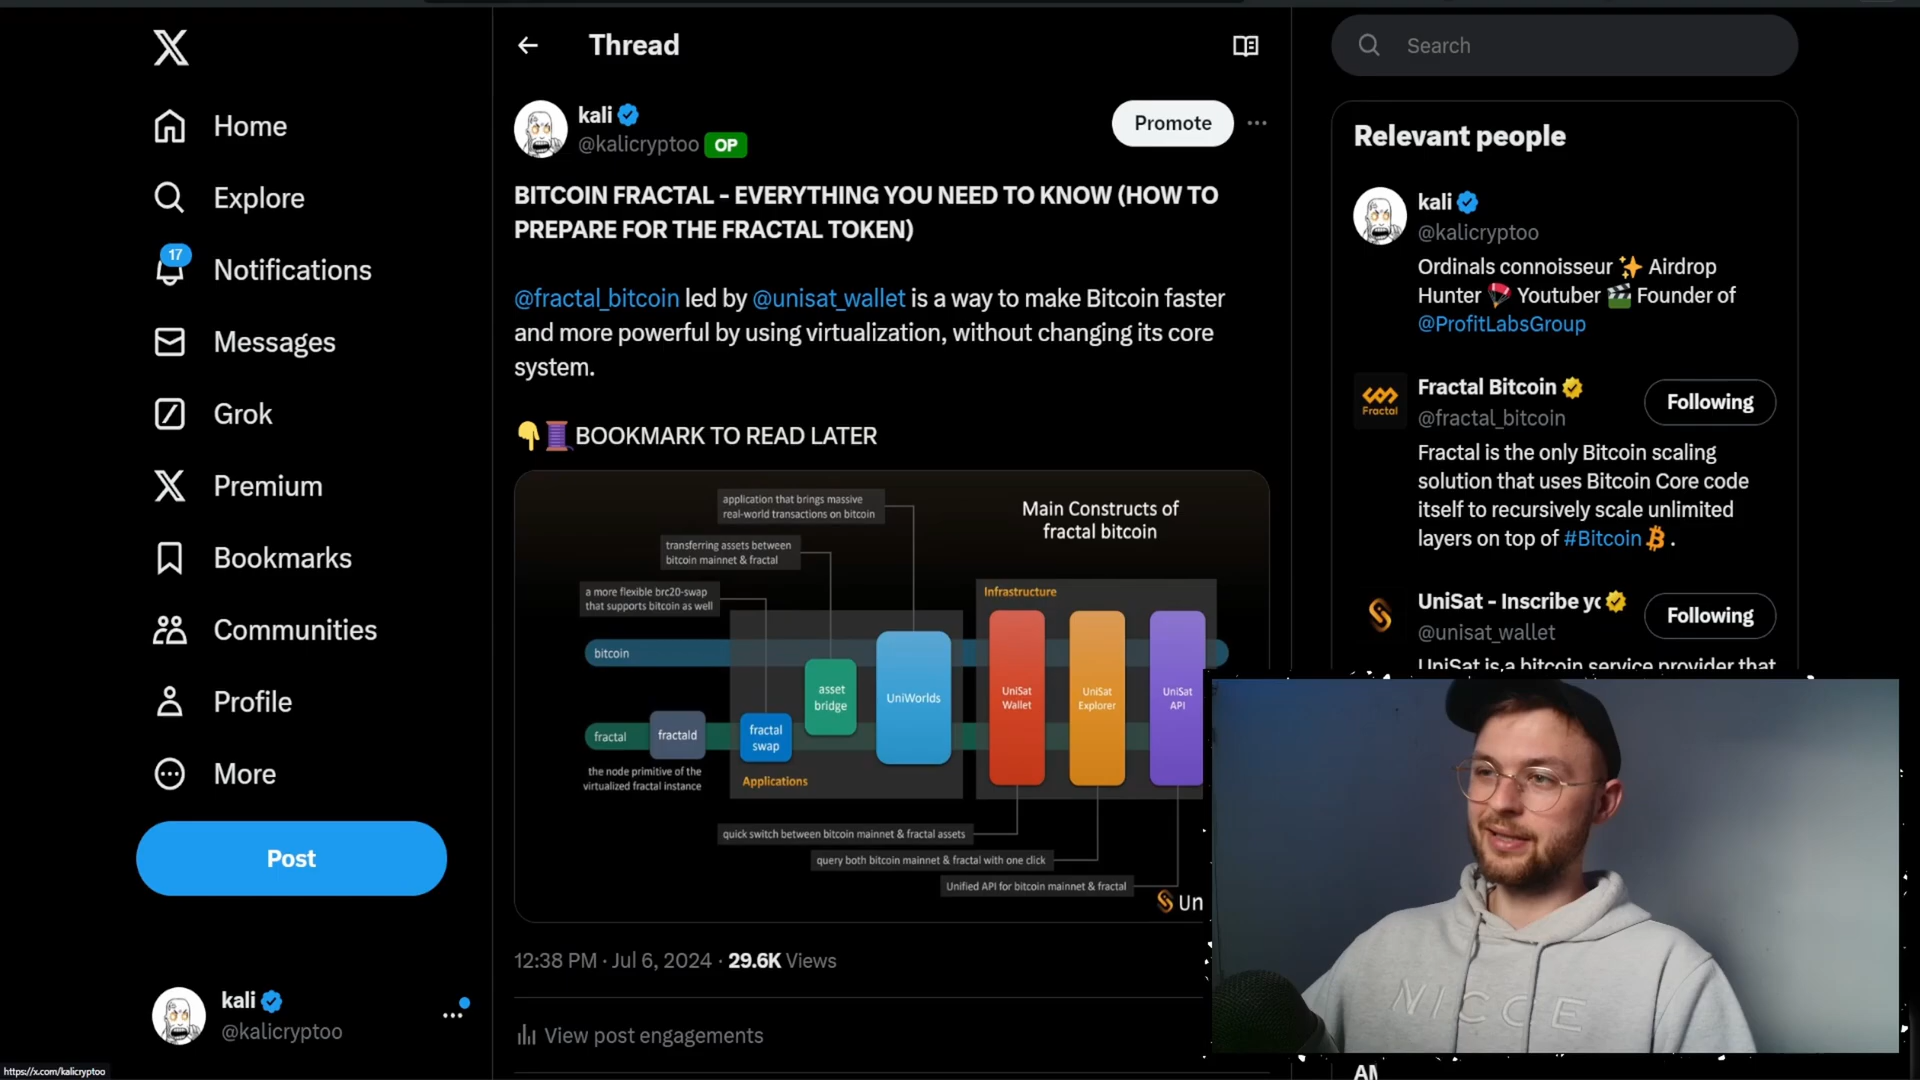 Thread
Search
Home
Explore
17
Notifications
Messages
Grok
Premium
Bookmarks
Communities
Profile
More
Post
kali
@kalicryptoo
https://x.com/kalicryptoo
kali
@kalicryptoo OP
Promote
BITCOIN FRACTAL - EVERYTHING YOU NEED TO KNOW (HOW TO
PREPARE FOR THE FRACTAL TOKEN)
@fractal_bitcoin led by @unisat_wallet is a way to make Bitcoin faster
and more powerful by using virtualization, without changing its core
system.
BOOKMARK TO READ LATER
Main Constructs of
fractal bitcoin
application that brings massive
real-world transactions on bitcoin
transferring assets between
bitcoin mainnet & fractal
a more flexible brc20-swap
that supports bitcoin as well
Infrastructure
bitcoin
asset
bridge
UniWorlds
UniSat
Wallet
UniSat
Explorer
UniSat
API
fractal
fractald
fractal
swap
the node primitive of the
virtualized fractal instance
Applications
quick switch between bitcoin mainnet & fractal assets
query both bitcoin mainnet & fractal with one click
Unified API for bitcoin mainnet & fractal
Un
12:38 PM · Jul 6, 2024 · 29.6K Views
View post engagements
Relevant people
kali
@kalicryptoo
Ordinals connoisseur ✨ Airdrop
Hunter 🪂 Youtuber 🎬 Founder of
@ProfitLabsGroup
Fractal
Fractal Bitcoin
@fractal_bitcoin
Following
Fractal is the only Bitcoin scaling
solution that uses Bitcoin Core code
itself to recursively scale unlimited
layers on top of #Bitcoin .
UniSat - Inscribe yo
@unisat_wallet
Following
UniSat is a bitcoin service provider that
NICCE